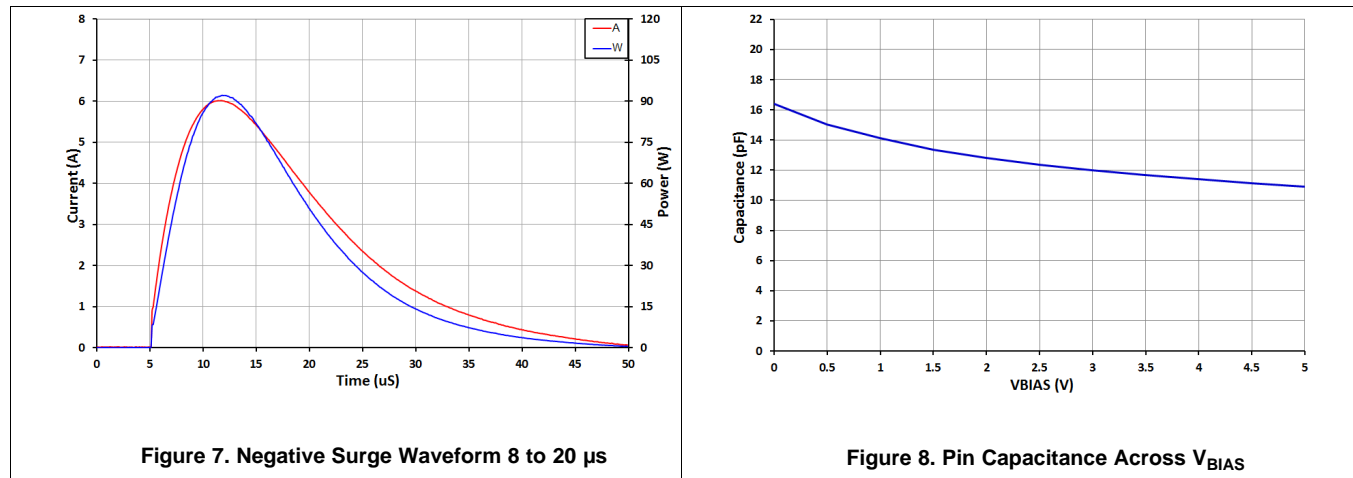 8
7
6
5
4
3
2
1
0
Current (A)
120
105
90
75
60
45
30
15
0
Power (W)
A
W
0 5 10 15 20 25 30 35 40 45 50
Time (uS)
Figure 7. Negative Surge Waveform 8 to 20 µs
22
20
18
16
14
12
10
8
6
4
2
0
Capacitance (pF)
0 0.5 1 1.5 2 2.5 3 3.5 4 4.5 5
VBIAS (V)
Figure 8. Pin Capacitance Across VBIAS